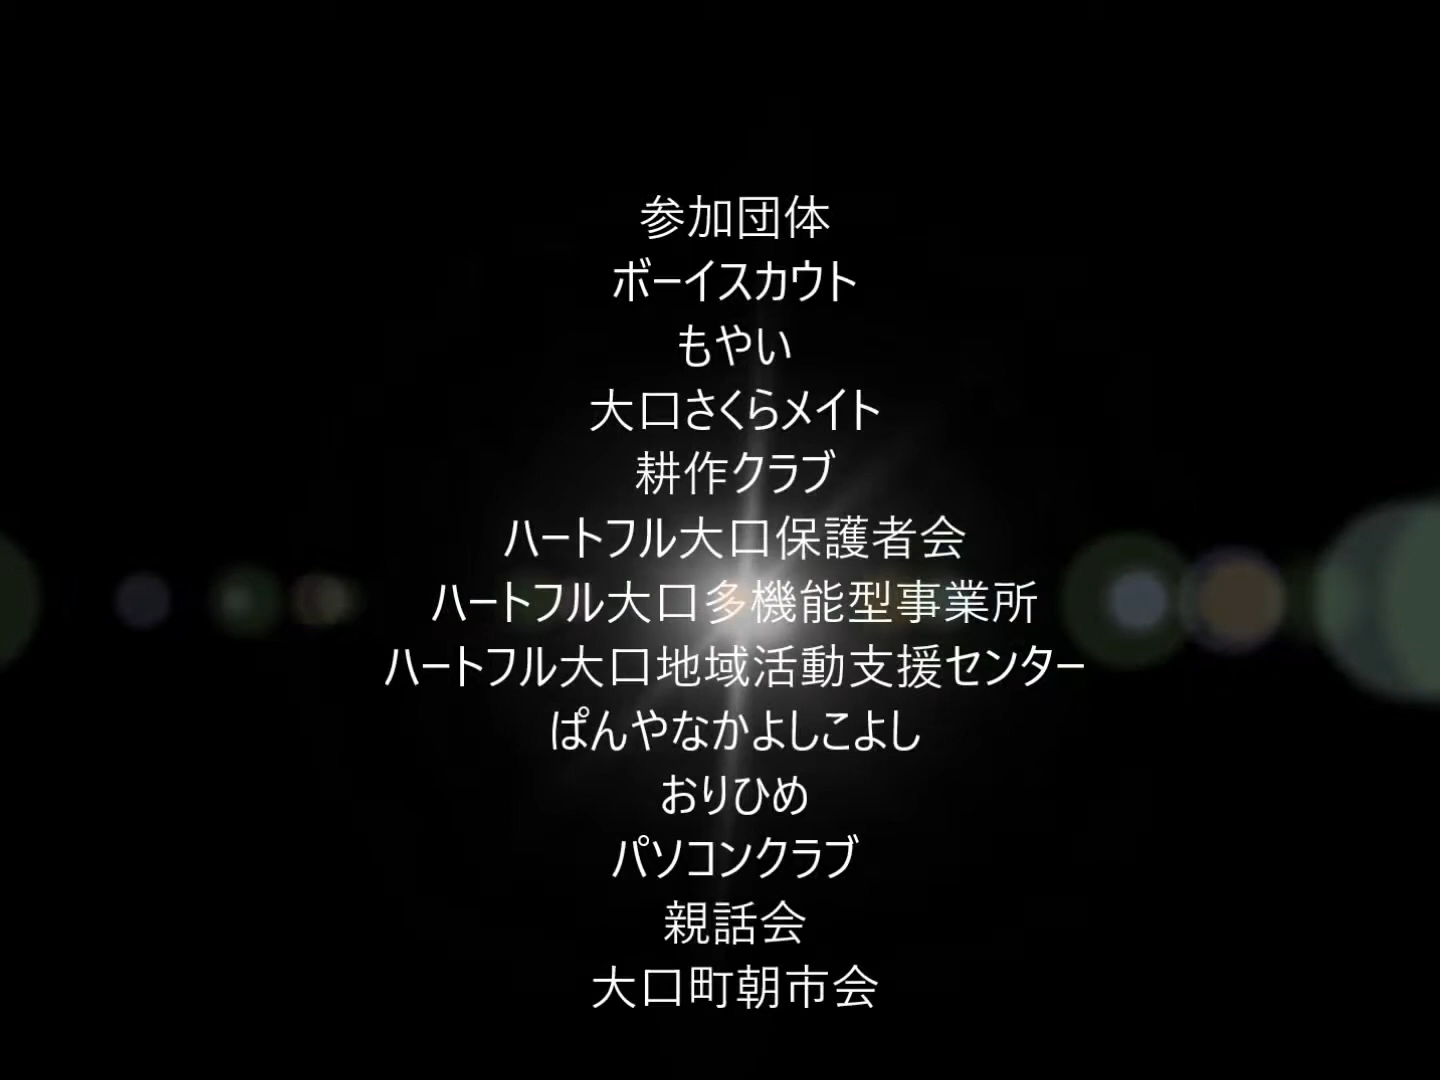 参加団体
ボーイスカウト
もやい
大口さくらメイト
耕作クラブ
ハートフル大口保護者会
ハートフル大口多機能型事業所
ハートフル大口地域活動支援センター
ぱんやなかよしこよし
おりひめ
パソコンクラブ
親話会
大口町朝市会